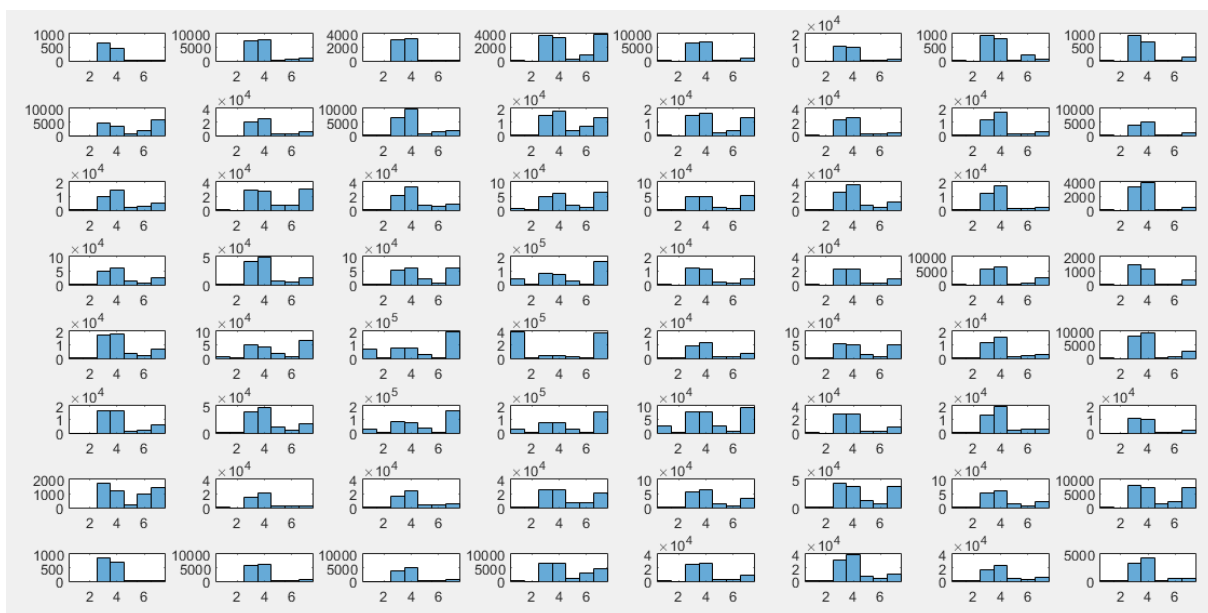 × 10⁴
1000 10000 4000 4000 10000 2 1000 1000
500 5000 2000 2000 5000 1 500 500
0 0 0 0 0 0 0 0
2 4 6 2 4 6 2 4 6 2 4 6 2 4 6 2 4 6 2 4 6 2 4 6
× 10⁴ × 10⁴ × 10⁴ × 10⁴ × 10⁴
10000 4 10000 2 2 4 2 10000
5000 2 5000 1 1 2 1 5000
0 0 0 0 0 0 0 0
2 4 6 2 4 6 2 4 6 2 4 6 2 4 6 2 4 6 2 4 6 2 4 6
× 10⁴ × 10⁴ × 10⁴ × 10⁴ × 10⁴ × 10⁴ × 10⁴
2 4 4 10 10 4 2 4000
1 2 2 5 5 2 1 2000
0 0 0 0 0 0 0 0
2 4 6 2 4 6 2 4 6 2 4 6 2 4 6 2 4 6 2 4 6 2 4 6
× 10⁴ × 10⁴ × 10⁴ × 10⁵ × 10⁴ × 10⁴
10 5 10 2 2 4 10000 2000
5 5 1 1 2 5000 1000
0 0 0 0 0 0 0 0
2 4 6 2 4 6 2 4 6 2 4 6 2 4 6 2 4 6 2 4 6 2 4 6
× 10⁴ × 10⁴ × 10⁵ × 10⁵ × 10⁴ × 10⁴ × 10⁴
2 10 2 4 2 10 2 10000
1 5 1 2 1 5 1 5000
0 0 0 0 0 0 0 0
2 4 6 2 4 6 2 4 6 2 4 6 2 4 6 2 4 6 2 4 6 2 4 6
× 10⁴ × 10⁴ × 10⁵ × 10⁵ × 10⁴ × 10⁴ × 10⁴ × 10⁴
2 5 2 2 10 4 2 2
1 1 1 5 2 1 1
0 0 0 0 0 0 0 0
2 4 6 2 4 6 2 4 6 2 4 6 2 4 6 2 4 6 2 4 6 2 4 6
× 10⁴ × 10⁴ × 10⁴ × 10⁴ × 10⁴ × 10⁴
2000 4 4 4 10 5 10 10000
1000 2 2 2 5 5 5000
0 0 0 0 0 0 0 0
2 4 6 2 4 6 2 4 6 2 4 6 2 4 6 2 4 6 2 4 6 2 4 6
× 10⁴ × 10⁴ × 10⁴
1000 10000 10000 10000 4 4 4 5000
500 5000 5000 5000 2 2 2
0 0 0 0 0 0 0 0
2 4 6 2 4 6 2 4 6 2 4 6 2 4 6 2 4 6 2 4 6 2 4 6